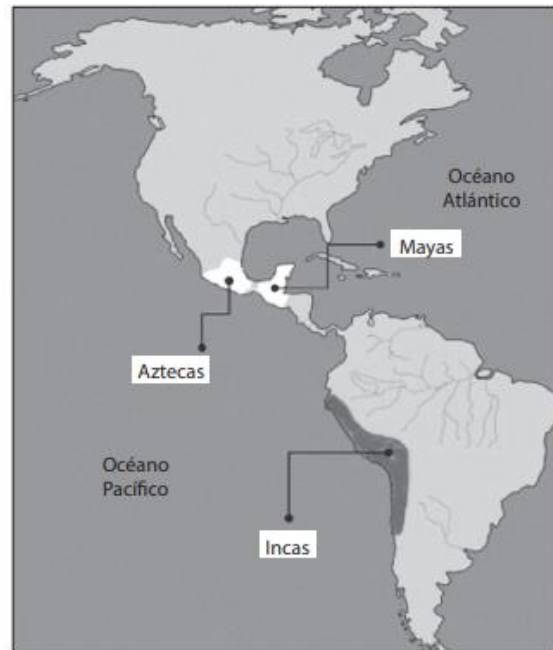 Océano
Atlántico
Mayas
Aztecas
Océano
Pacífico
Incas